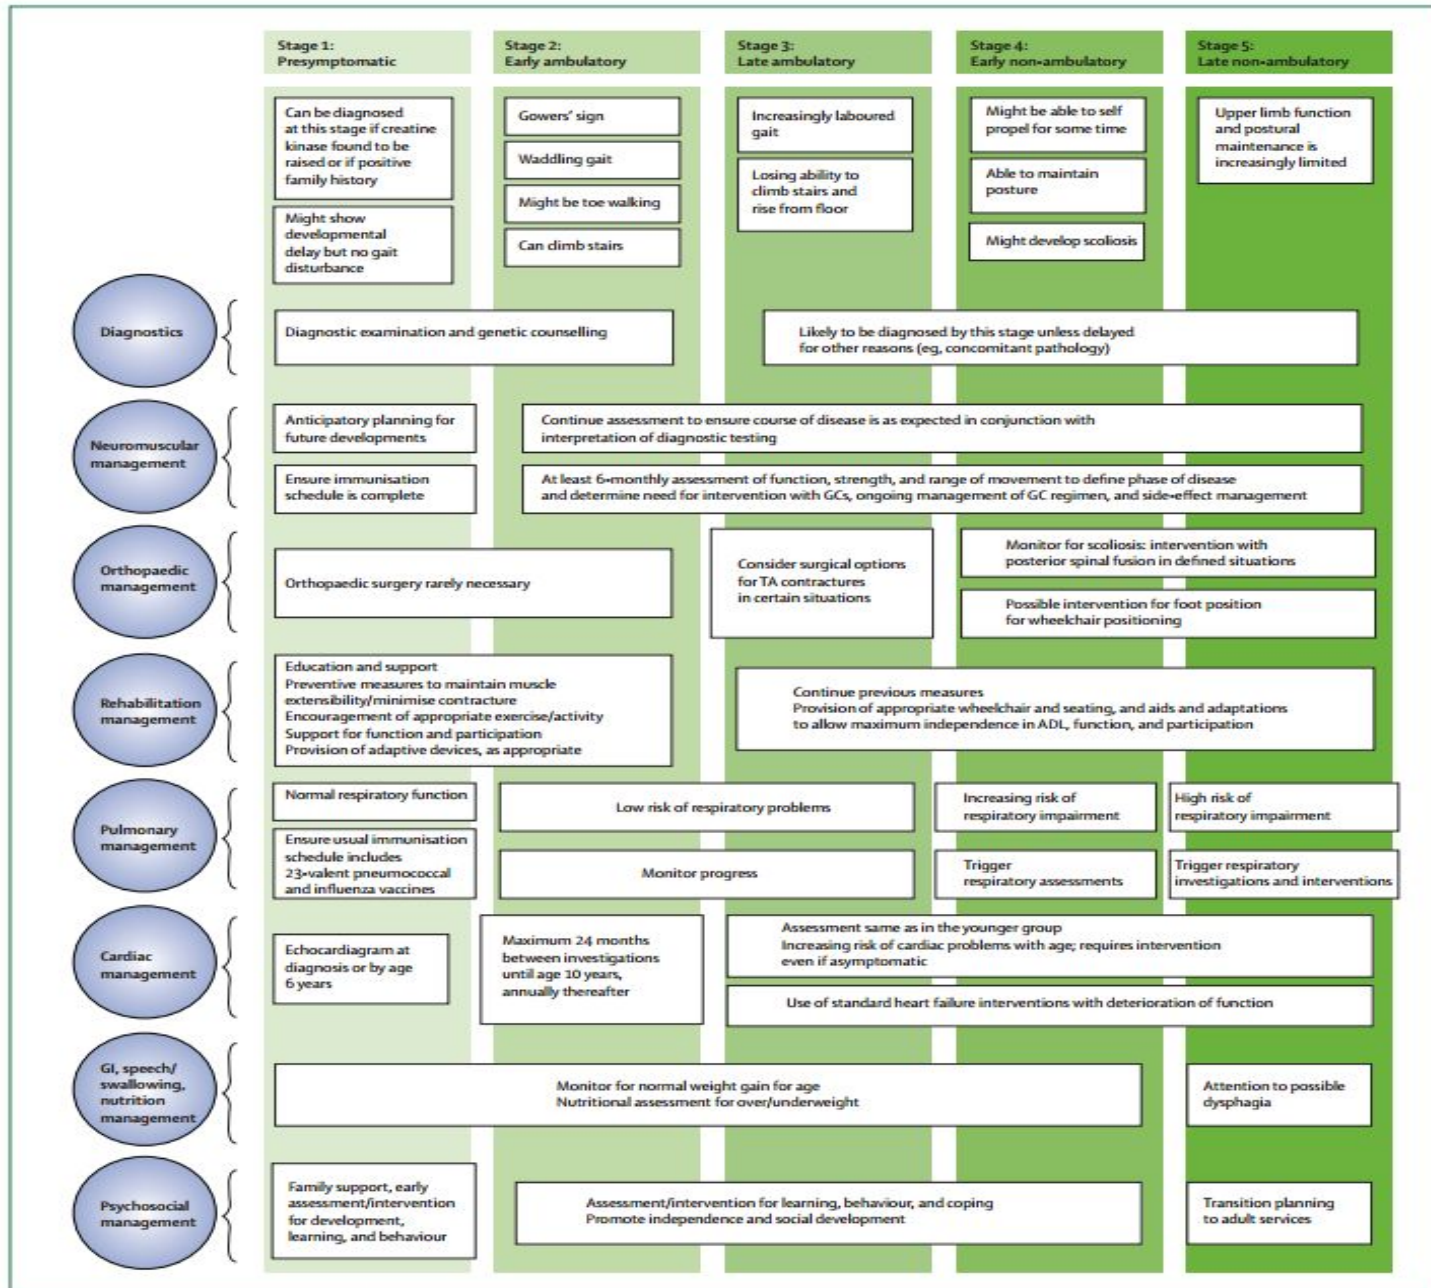 Stage 1:
Presymptomatic
Stage 2:
Early ambulatory
Stage 3:
Late ambulatory
Stage 4:
Early non-ambulatory
Stage 5:
Late non-ambulatory
Can be diagnosed
at this stage if creatine
kinase found to be
raised or if positive
family history
Might show
developmental
delay but no gait
disturbance
Gowers' sign
Waddling gait
Might be toe walking
Can climb stairs
Increasingly laboured
gait
Losing ability to
climb stairs and
rise from floor
Might be able to self
propel for some time
Able to maintain
posture
Might develop scoliosis
Upper limb function
and postural
maintenance is
increasingly limited
Diagnostics
Diagnostic examination and genetic counselling
Likely to be diagnosed by this stage unless delayed
for other reasons (eg, concomitant pathology)
Neuromuscular
management
Anticipatory planning for
future developments
Ensure immunisation
schedule is complete
Continue assessment to ensure course of disease is as expected in conjunction with
interpretation of diagnostic testing
At least 6-monthly assessment of function, strength, and range of movement to define phase of disease
and determine need for intervention with GCs, ongoing management of GC regimen, and side-effect management
Orthopaedic
management
Orthopaedic surgery rarely necessary
Consider surgical options
for TA contractures
in certain situations
Monitor for scoliosis: intervention with
posterior spinal fusion in defined situations
Possible intervention for foot position
for wheelchair positioning
Rehabilitation
management
Education and support
Preventive measures to maintain muscle
extensibility/minimise contracture
Encouragement of appropriate exercise/activity
Support for function and participation
Provision of adaptive devices, as appropriate
Continue previous measures
Provision of appropriate wheelchair and seating, and aids and adaptations
to allow maximum independence in ADL, function, and participation
Pulmonary
management
Normal respiratory function
Ensure usual immunisation
schedule includes
23-valent pneumococcal
and influenza vaccines
Low risk of respiratory problems
Monitor progress
Increasing risk of
respiratory impairment
Trigger
respiratory assessments
High risk of
respiratory impairment
Trigger respiratory
investigations and interventions
Cardiac
management
Echocardiagram at
diagnosis or by age
6 years
Maximum 24 months
between investigations
until age 10 years,
annually thereafter
Assessment same as in the younger group
Increasing risk of cardiac problems with age; requires intervention
even if asymptomatic
Use of standard heart failure interventions with deterioration of function
GI, speech/
swallowing,
nutrition
management
Monitor for normal weight gain for age
Nutritional assessment for over/underweight
Attention to possible
dysphagia
Psychosocial
management
Family support, early
assessment/intervention
for development,
learning, and behaviour
Assessment/intervention for learning, behaviour, and coping
Promote independence and social development
Transition planning
to adult services